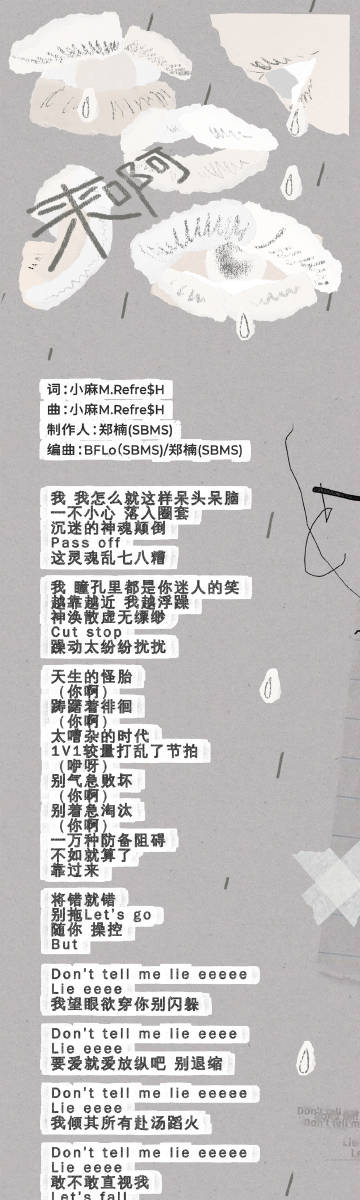 来啊
词:小麻M.Refre$H
曲:小麻M.Refre$H
制作人:郑楠(SBMS)
编曲:BFLo(SBMS)/郑楠(SBMS)
我 我怎么就这样呆头呆脑
一不小心 落入圈套
沉迷的神魂颠倒
Pass off
这灵魂乱七八糟
我 瞳孔里都是你迷人的笑
越靠越近 我越浮躁
神涣散虚无缥缈
Cut stop
躁动太纷纷扰扰
天生的怪胎
(你啊)
踌躇着徘徊
(你啊)
太嘈杂的时代
1V1较量打乱了节拍
(咿呀)
别气急败坏
(你啊)
别着急淘汰
(你啊)
一万种防备阻碍
不如就算了
靠过来
将错就错
别拖Let's go
随你 操控
But
Don't tell me lie eeeee
Lie eeee
我望眼欲穿你别闪躲
Don't tell me lie eeee
Lie eeee
要爱就爱放纵吧 别退缩
Don't tell me lie eeeee
Lie eeee
我倾其所有赴汤蹈火
Don't tell me lie eeeee
Lie eeee
敢不敢直视我
Let's fall